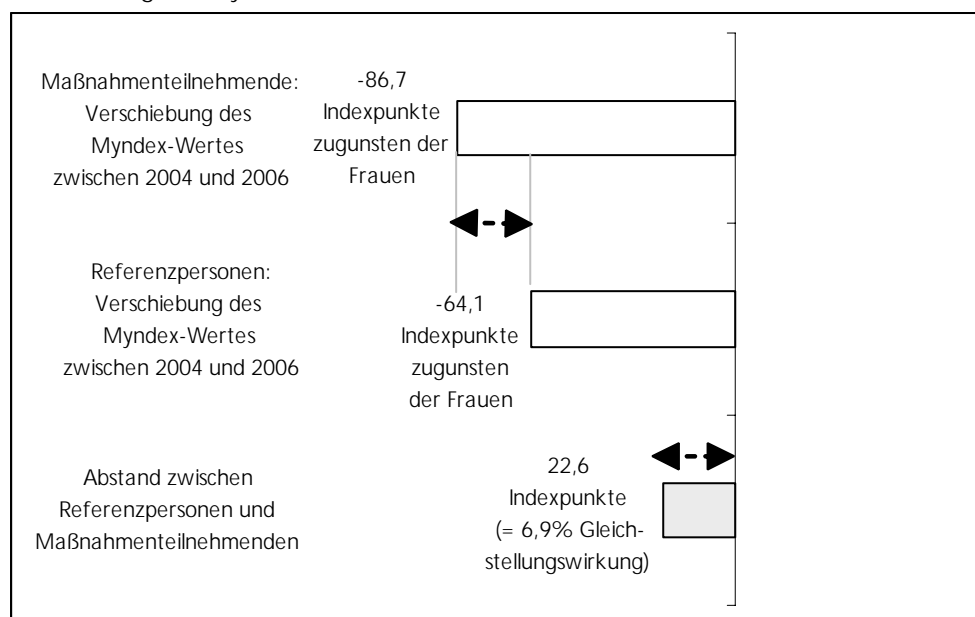 Maßnahmenteilnehmende:
Verschiebung des
Myndex-Wertes
zwischen 2004 und 2006
-86,7
Indexpunkte
zugunsten der
Frauen
Referenzpersonen:
Verschiebung des
Myndex-Wertes
zwischen 2004 und 2006
-64,1
Indexpunkte
zugunsten
der Frauen
Abstand zwischen
Referenzpersonen und
Maßnahmenteilnehmenden
22,6
Indexpunkte
(= 6,9% Gleich-
stellungswirkung)